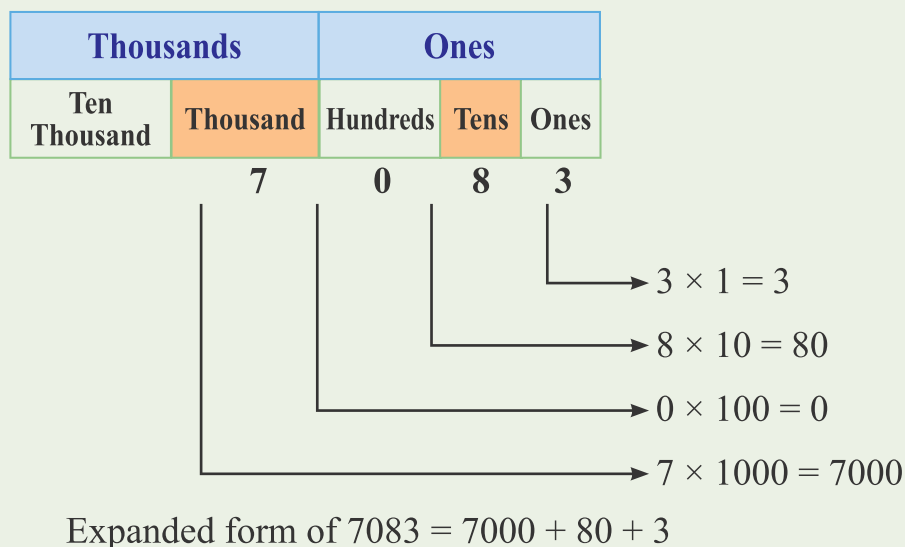 Thousands Ones
Ten Thousand Thousand Hundreds Tens Ones
7 0 8 3
3 × 1 = 3
8 × 10 = 80
0 × 100 = 0
7 × 1000 = 7000
Expanded form of 7083 = 7000 + 80 + 3